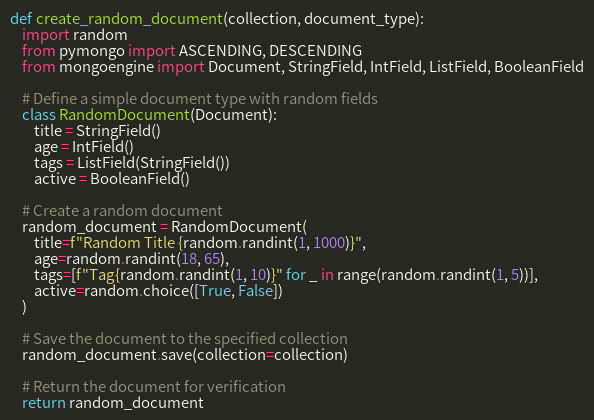 def create_random_document(collection, document_type):
    import random
    from pymongo import ASCENDING, DESCENDING
    from mongoengine import Document, StringField, IntField, ListField, BooleanField

    # Define a simple document type with random fields
    class RandomDocument(Document):
        title = StringField()
        age = IntField()
        tags = ListField(StringField())
        active = BooleanField()

    # Create a random document
    random_document = RandomDocument(
        title=f"Random Title {random.randint(1, 1000)}",
        age=random.randint(18, 65),
        tags=[f"Tag{random.randint(1, 10)}" for _ in range(random.randint(1, 5))],
        active=random.choice([True, False])
    )

    # Save the document to the specified collection
    random_document.save(collection=collection)

    # Return the document for verification
    return random_document